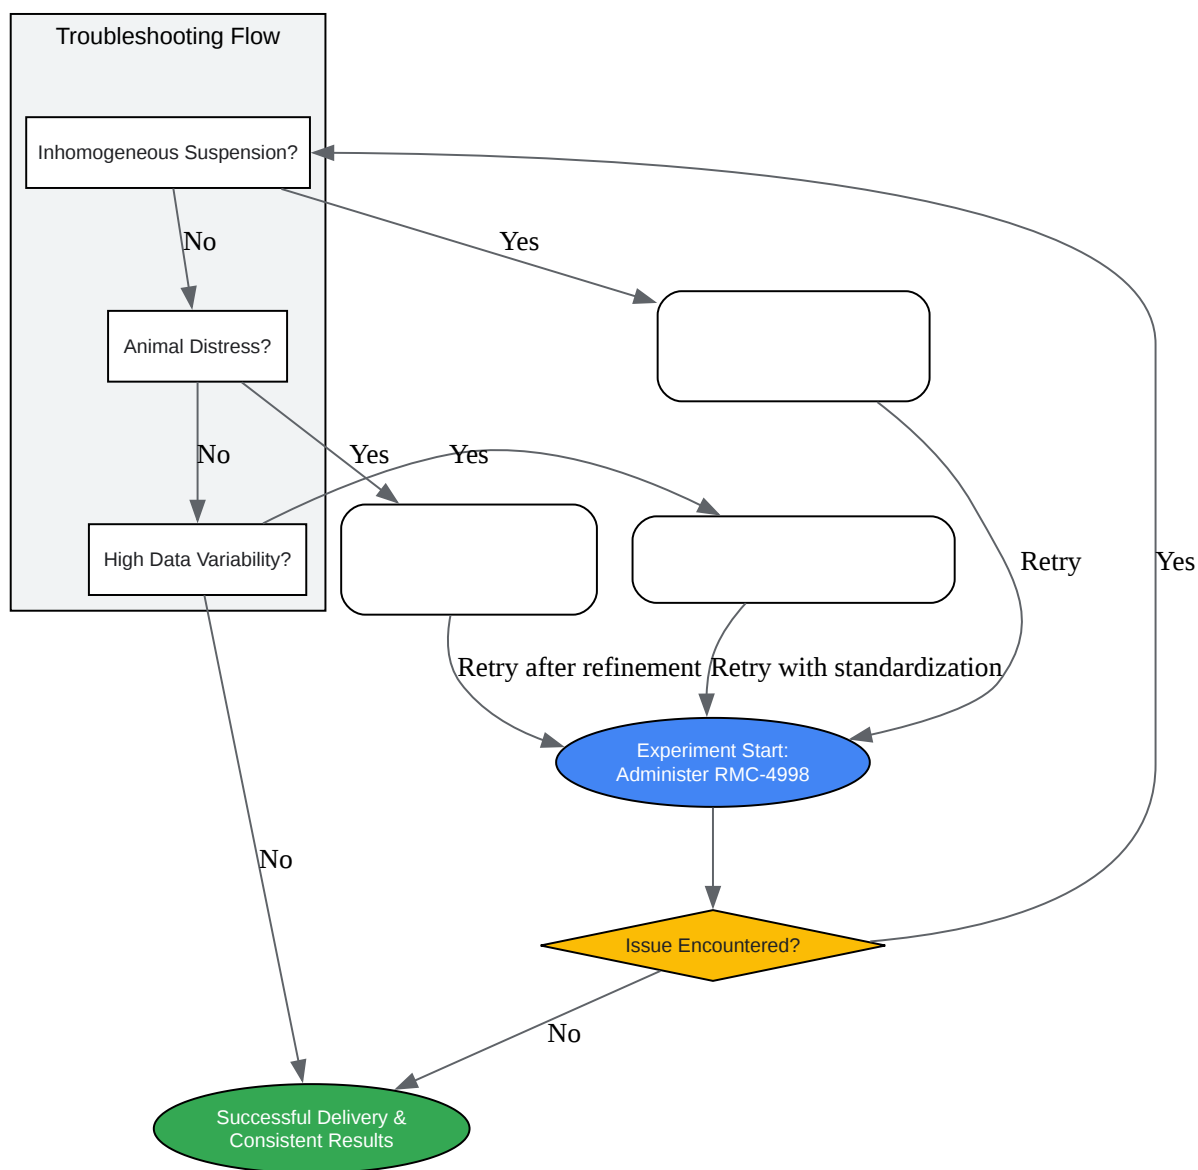 Troubleshooting Flow
Inhomogeneous Suspension?
No
Yes
Animal Distress?
No
Yes
Yes
High Data Variability?
Retry
Yes
Retry after refinement
Retry with standardization
Experiment Start:
Administer RMC-4998
No
Issue Encountered?
No
Successful Delivery &
Consistent Results